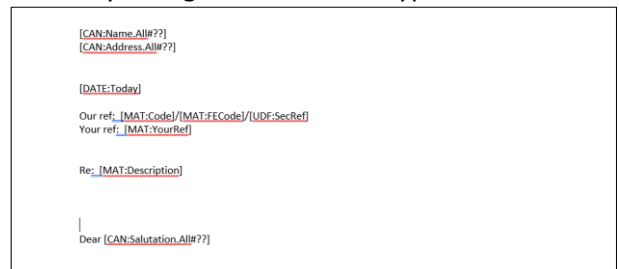 [CAN:Name.All#??]
[CAN:Address.All#??]
[DATE:Today]
Our ref: [MAT:Code]/[MAT:FECode]/[UDF:SecRef]
Your ref: [MAT:YourRef]
Re: [MAT:Description]
Dear [CAN:Salutation.All#??]